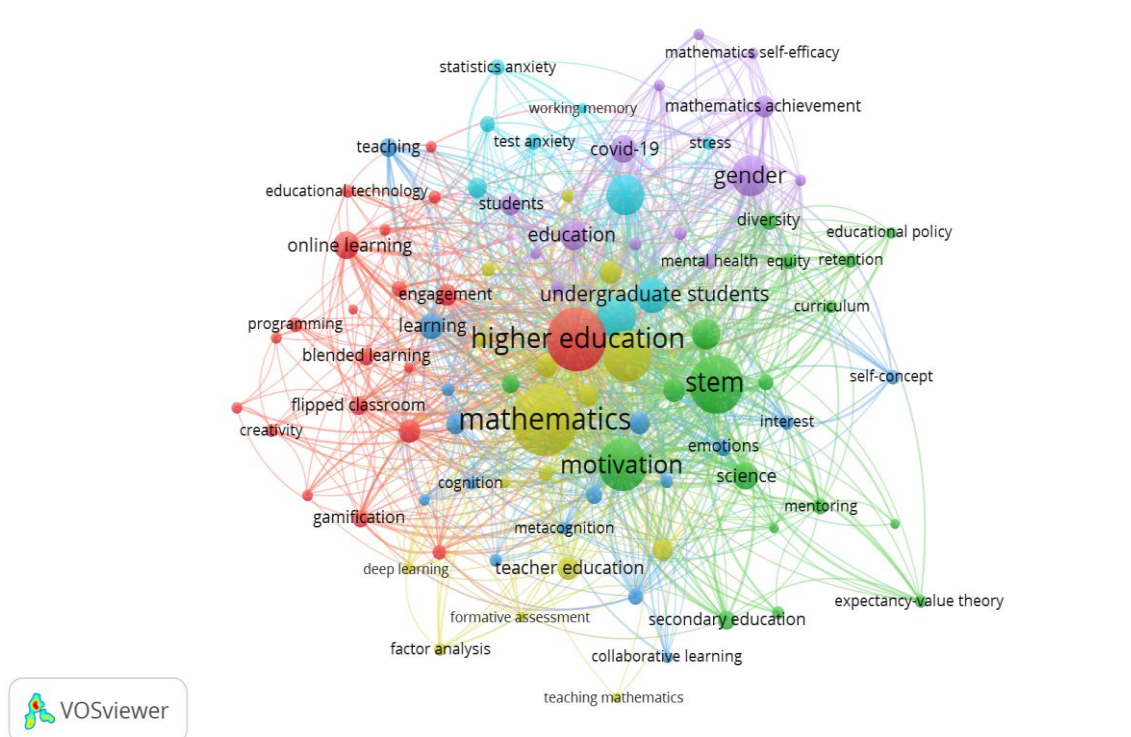 mathematics self-efficacy
statistics anxiety
working memory
mathematics achievement
test anxiety
stress
teaching
covid-19
gender
educational technology
students
diversity
educational policy
online learning
education
mental health
equity
retention
engagement
undergraduate students
curriculum
programming
learning
higher education
blended learning
self-concept
stem
flipped classroom
mathematics
interest
creativity
emotions
motivation
science
cognition
mentoring
gamification
metacognition
deep learning
teacher education
expectancy-value theory
formative assessment
secondary education
factor analysis
collaborative learning
teaching mathematics
VOSviewer